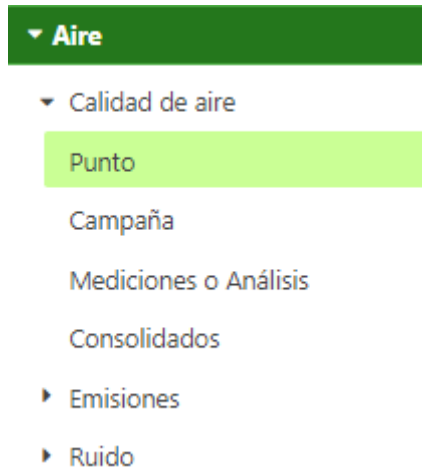 Aire
Calidad de aire
Punto
Campaña
Mediciones o Análisis
Consolidados
Emisiones
Ruido